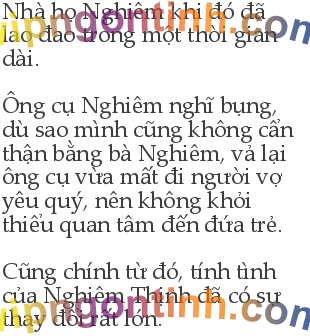 Nhà họ Nghiêm khi đó đã
lao đao trong một thời gian
dài.
Ông cụ Nghiêm nghĩ bụng,
dù sao mình cũng không cẩn
thận bằng bà Nghiêm, vả lại
ông cụ vừa mất đi người vợ
yêu quý, nên không khỏi
thiểu quan tâm đến đứa trẻ.
Cũng chính từ đó, tính tình
của Nghiêm Thịnh đã có sự
thay đổi rất lớn.